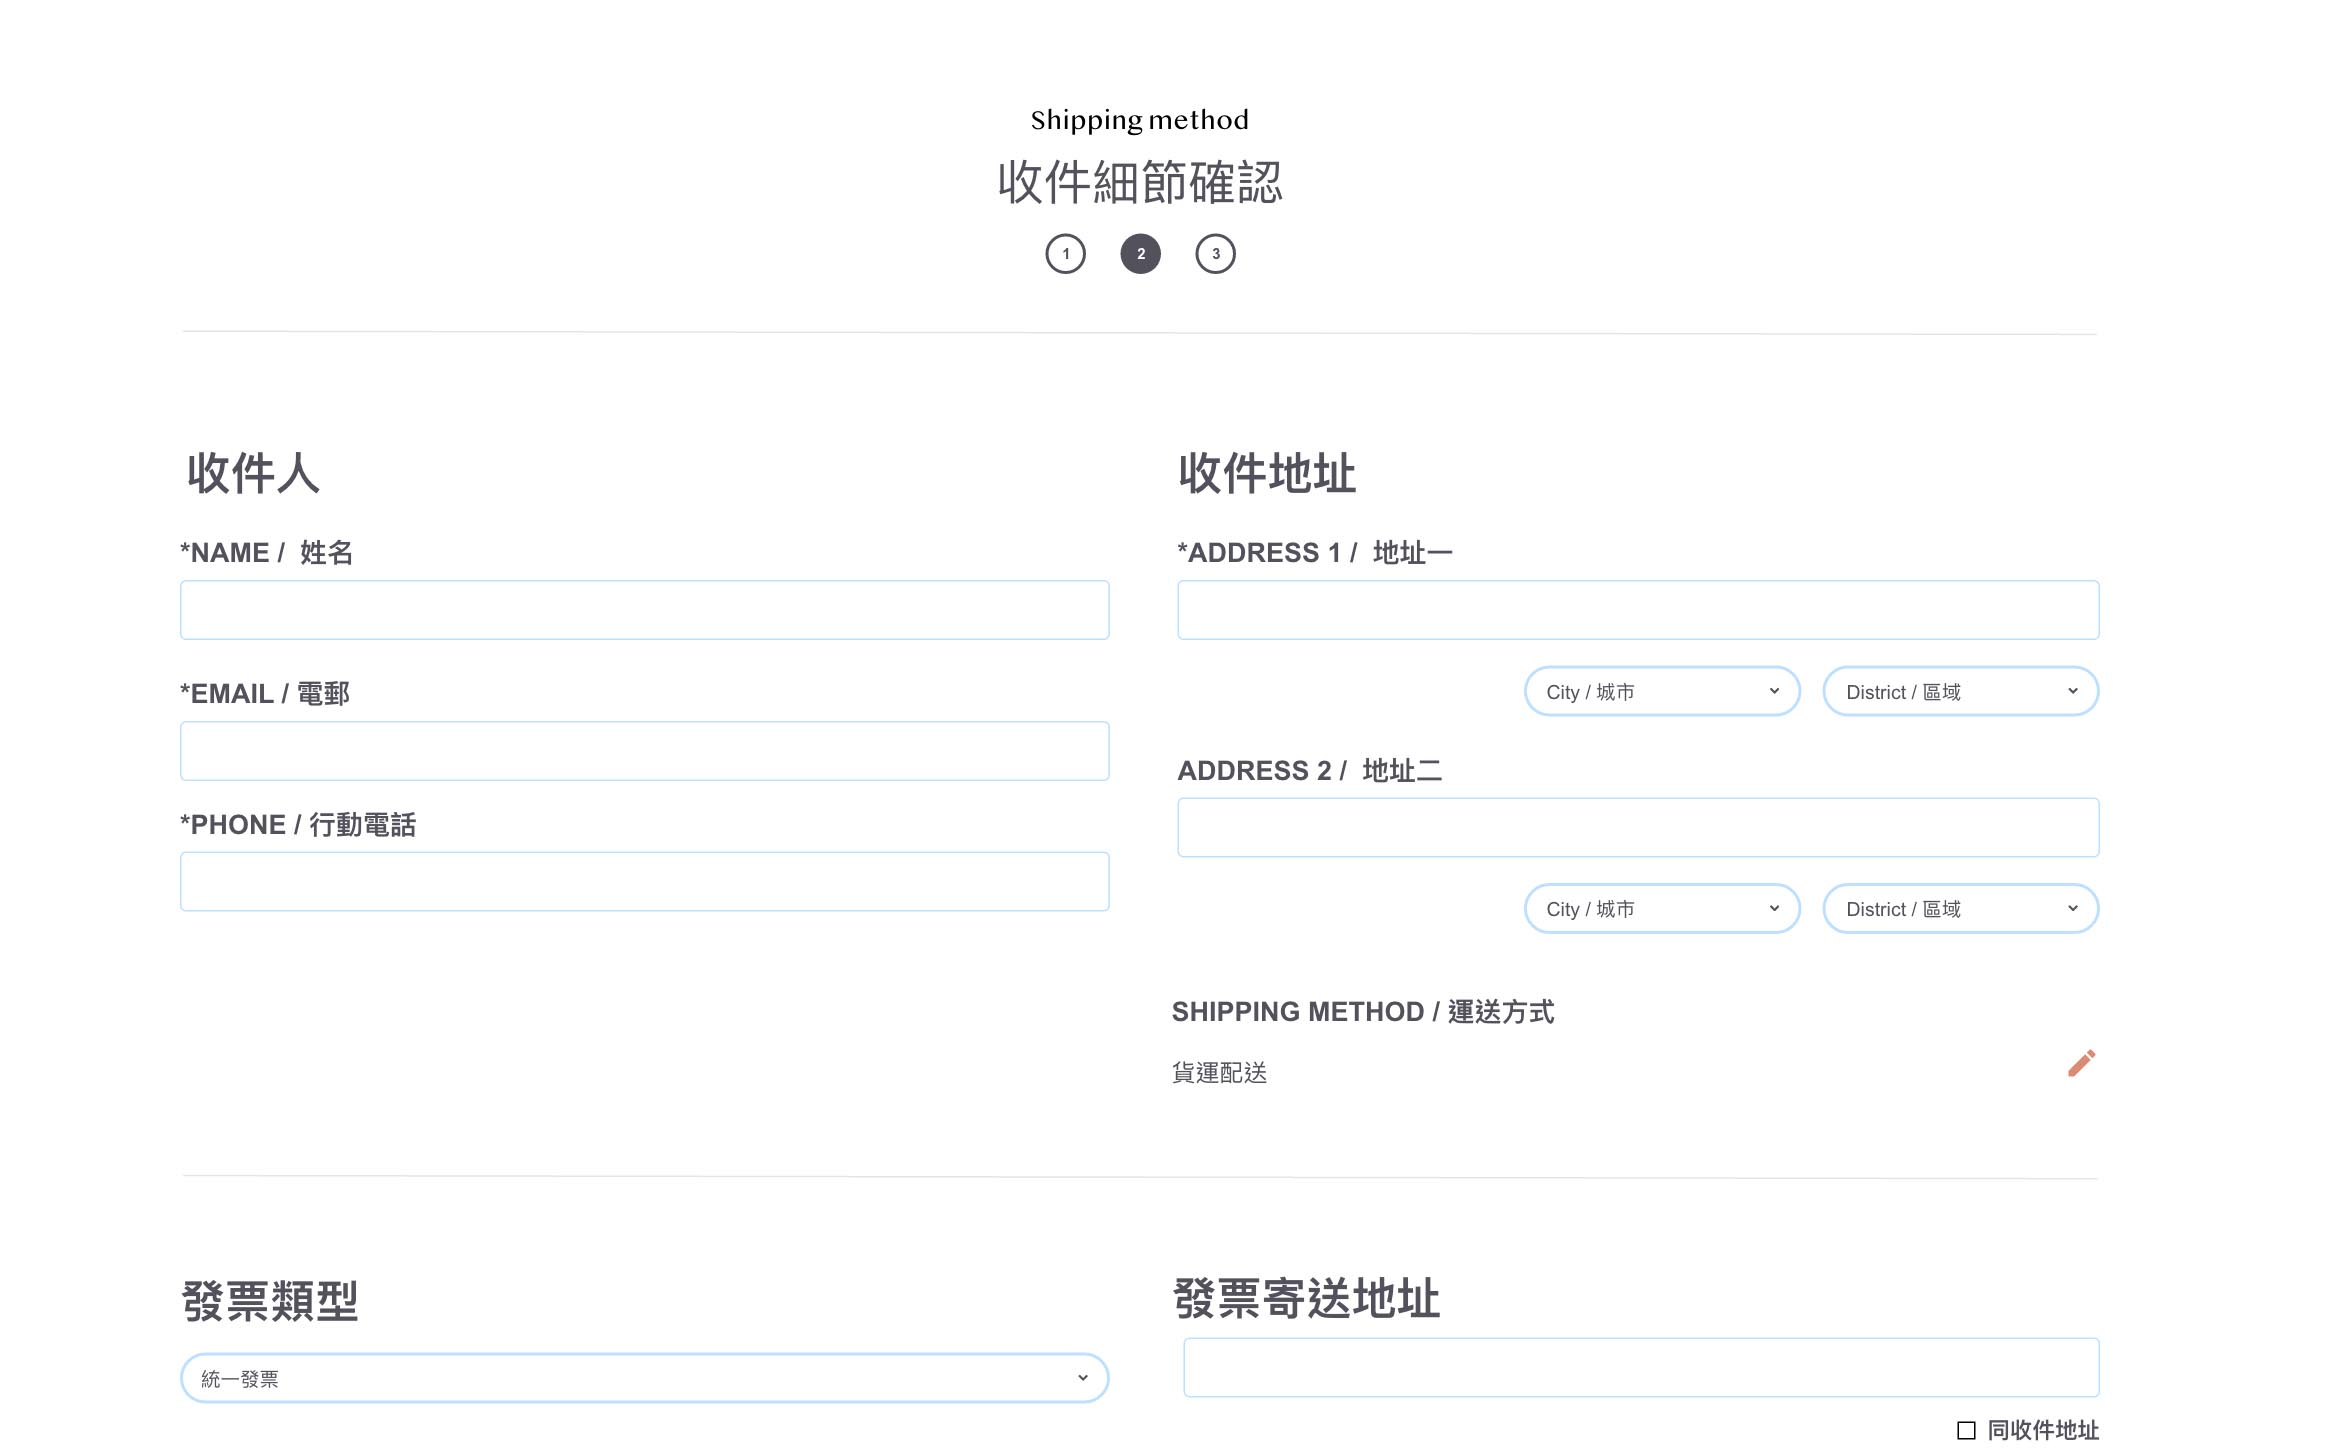 Shipping method
收件細節確認
1 2 3
收件人
*NAME / 姓名
*EMAIL / 電郵
*PHONE / 行動電話
收件地址
*ADDRESS 1 / 地址一
City / 城市 District / 區域
ADDRESS 2 / 地址二
City / 城市 District / 區域
SHIPPING METHOD / 運送方式
貨運配送
發票類型
統一發票
發票寄送地址
同收件地址